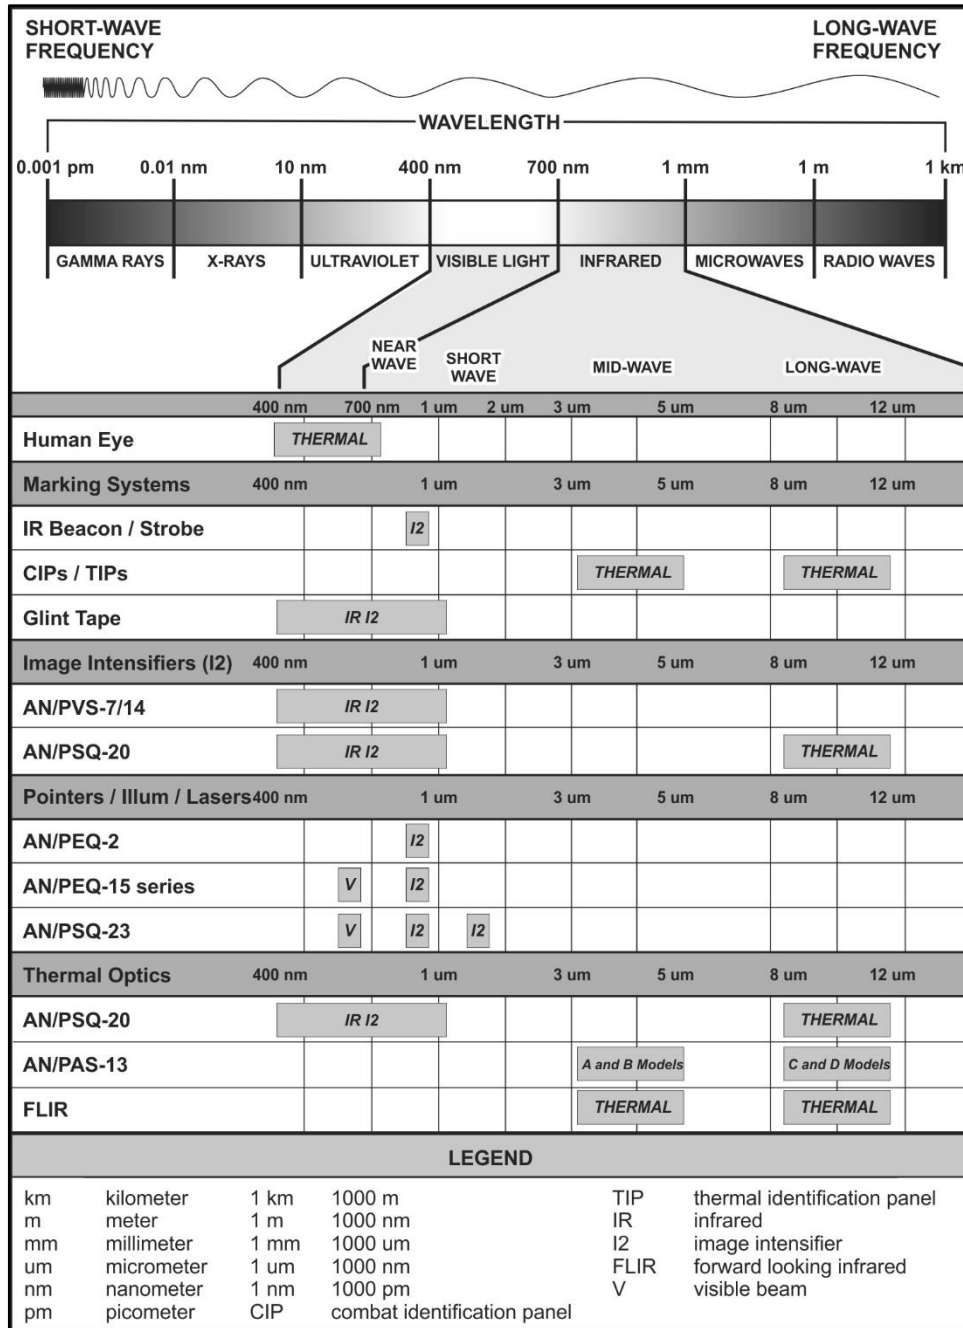 SHORT-WAVE LONG-WAVE
FREQUENCY FREQUENCY
WAVELENGTH
0.001 pm 0.01 nm 10 nm 400 nm 700 nm 1 mm 1 m 1 km
GAMMA RAYS X-RAYS ULTRAVIOLET VISIBLE LIGHT INFRARED MICROWAVES RADIO WAVES
NEAR WAVE SHORT WAVE MID-WAVE LONG-WAVE
400 nm 700 nm 1 um 2 um 3 um 5 um 8 um 12 um
Human Eye THERMAL
Marking Systems 400 nm 1 um 3 um 5 um 8 um 12 um
IR Beacon / Strobe I2
CIPs / TIPs THERMAL THERMAL
Glint Tape IR I2
Image Intensifiers (I2) 400 nm 1 um 3 um 5 um 8 um 12 um
AN/PVS-7/14 IR I2
AN/PSQ-20 IR I2 THERMAL
Pointers / Illum / Lasers 400 nm 1 um 3 um 5 um 8 um 12 um
AN/PEQ-2 I2
AN/PEQ-15 series V I2
AN/PSQ-23 V I2 I2
Thermal Optics 400 nm 1 um 3 um 5 um 8 um 12 um
AN/PSQ-20 IR I2 THERMAL
AN/PAS-13 A and B Models C and D Models
FLIR THERMAL THERMAL
LEGEND
km kilometer 1 km 1000 m TIP thermal identification panel
m meter 1 m 1000 nm IR infrared
mm millimeter 1 mm 1000 um I2 image intensifier
um micrometer 1 um 1000 nm FLIR forward looking infrared
nm nanometer 1 nm 1000 pm V visible beam
pm picometer CIP combat identification panel